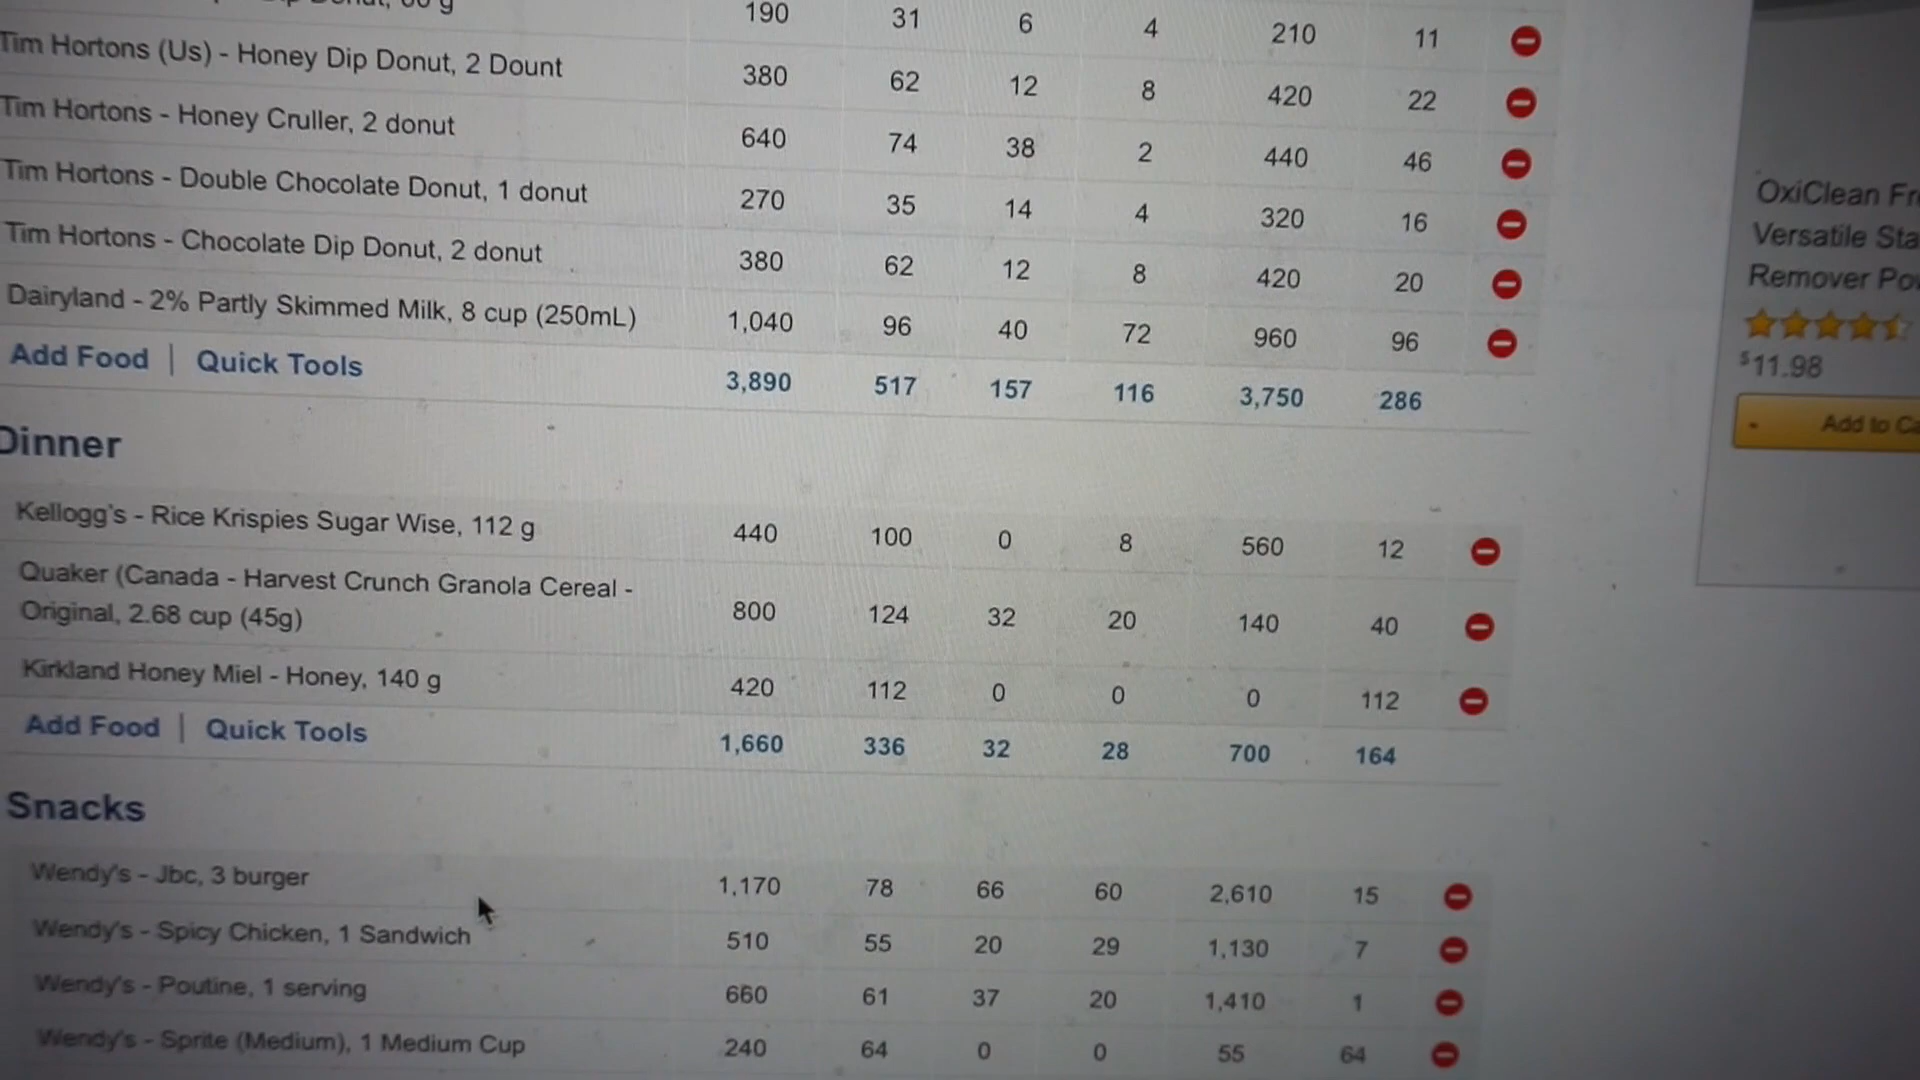 Dip Donut, 60 g 190 31 6 4 210 11
Tim Hortons (Us) - Honey Dip Donut, 2 Dount 380 62 12 8 420 22
Tim Hortons - Honey Cruller, 2 donut 640 74 38 2 440 46
Tim Hortons - Double Chocolate Donut, 1 donut 270 35 14 4 320 16
Tim Hortons - Chocolate Dip Donut, 2 donut 380 62 12 8 420 20
Dairyland - 2% Partly Skimmed Milk, 8 cup (250mL) 1,040 96 40 72 960 96
Add Food | Quick Tools 3,890 517 157 116 3,750 286
Dinner
Kellogg's - Rice Krispies Sugar Wise, 112 g 440 100 0 8 560 12
Quaker (Canada - Harvest Crunch Granola Cereal -
Original, 2.68 cup (45g) 800 124 32 20 140 40
Kirkland Honey Miel - Honey, 140 g 420 112 0 0 0 112
Add Food | Quick Tools 1,660 336 32 28 700 164
Snacks
Wendy's - Jbc, 3 burger 1,170 78 66 60 2,610 15
Wendy's - Spicy Chicken, 1 Sandwich 510 55 20 29 1,130 7
Wendy's - Poutine, 1 serving 660 61 37 20 1,410 1
Wendy's - Sprite (Medium), 1 Medium Cup 240 64 0 0 55 64
OxiClean Fr
Versatile Sta
Remover Po
$11.98
Add to Ca